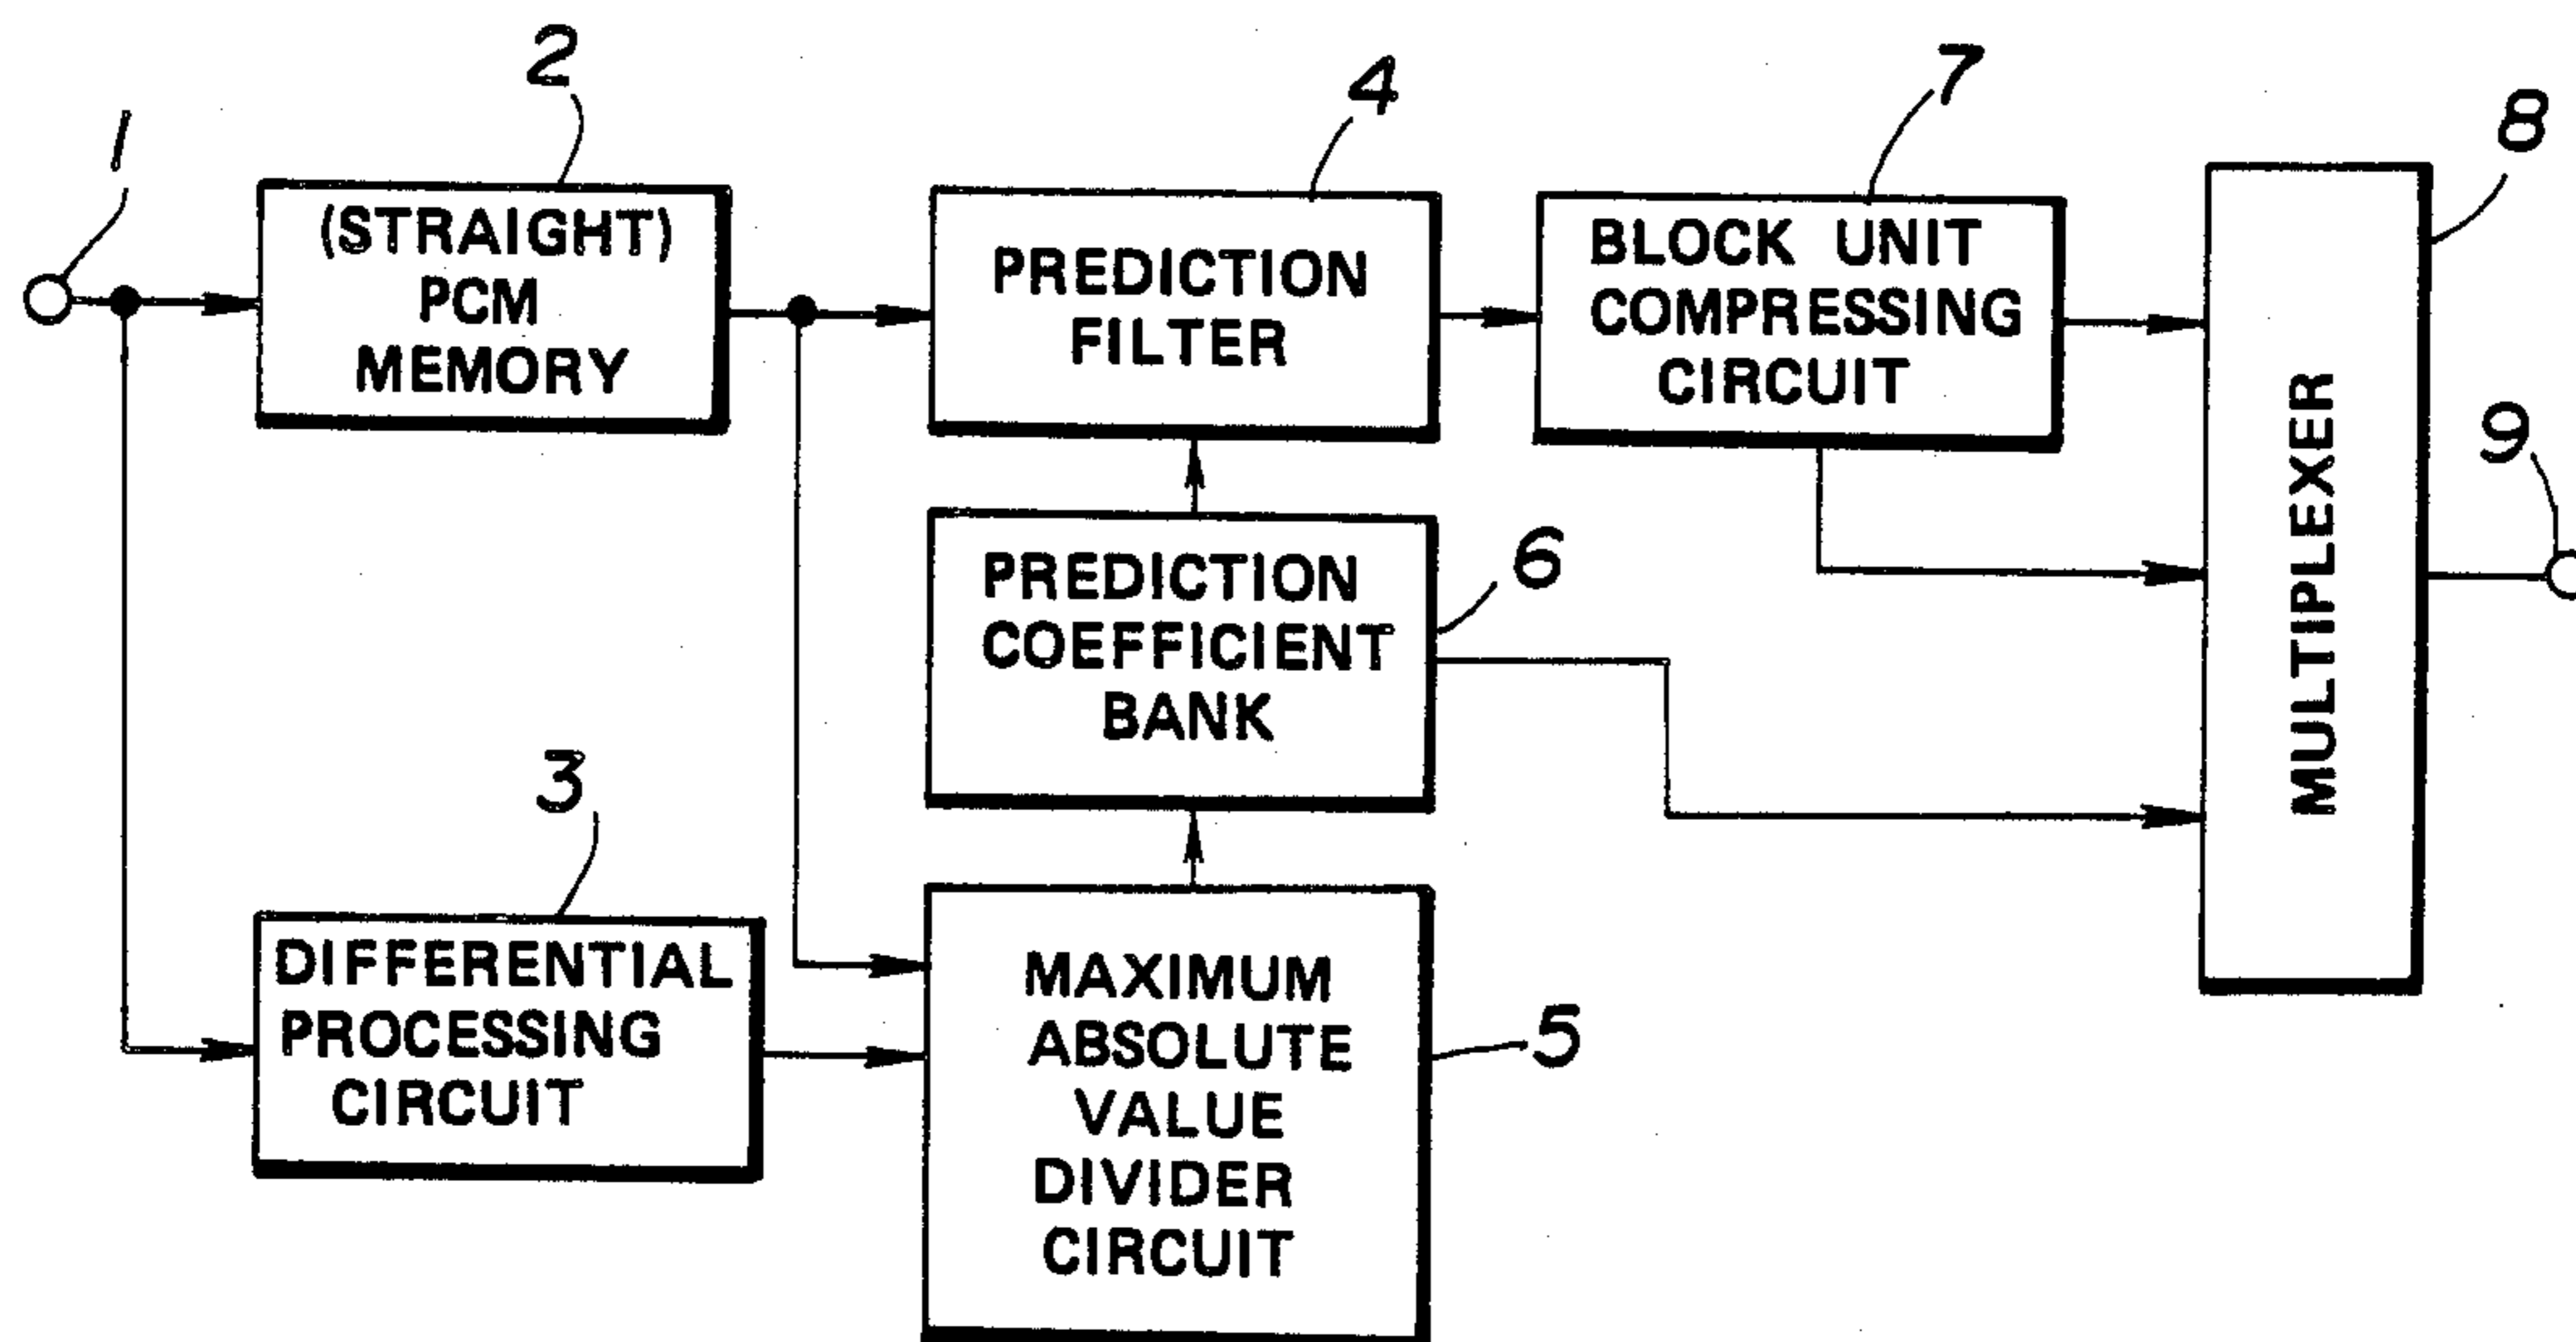 1
2
(STRAIGHT)
PCM
MEMORY
4
PREDICTION
FILTER
7
BLOCK UNIT
COMPRESSING
CIRCUIT
8
MULTIPLEXER
9
6
PREDICTION
COEFFICIENT
BANK
3
DIFFERENTIAL
PROCESSING
CIRCUIT
5
MAXIMUM
ABSOLUTE
VALUE
DIVIDER
CIRCUIT